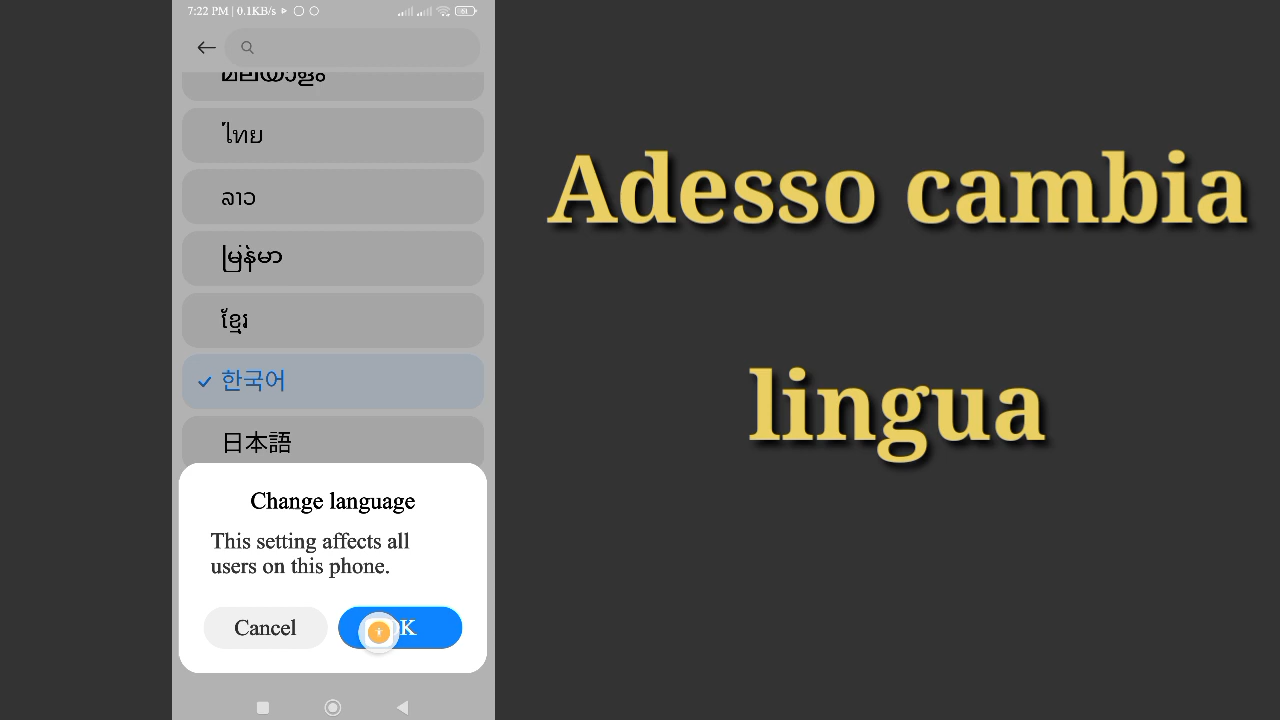 7:22 PM | 0.1KB/s
ไทย
ລາວ
မြန်မာ
ខ្មែរ
한국어
日本語
Change language
This setting affects all
users on this phone.
Cancel
Adesso cambia
lingua